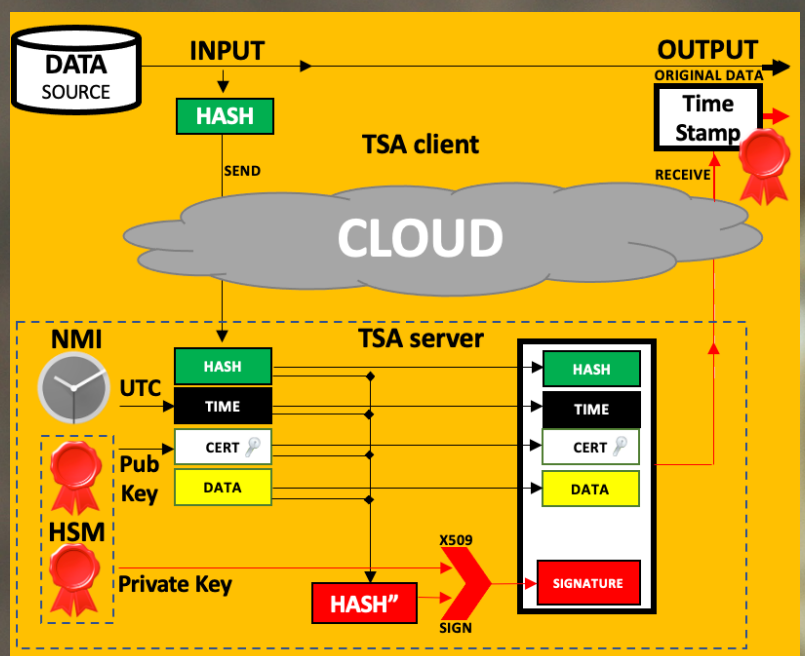 DATA
SOURCE
INPUT
OUTPUT
ORIGINAL DATA
HASH
Time
Stamp
TSA client
SEND
RECEIVE
CLOUD
NMI
TSA server
UTC
HASH
TIME
CERT
DATA
HASH
TIME
CERT
DATA
Pub
Key
HSM
Private Key
X509
HASH”
SIGN
SIGNATURE